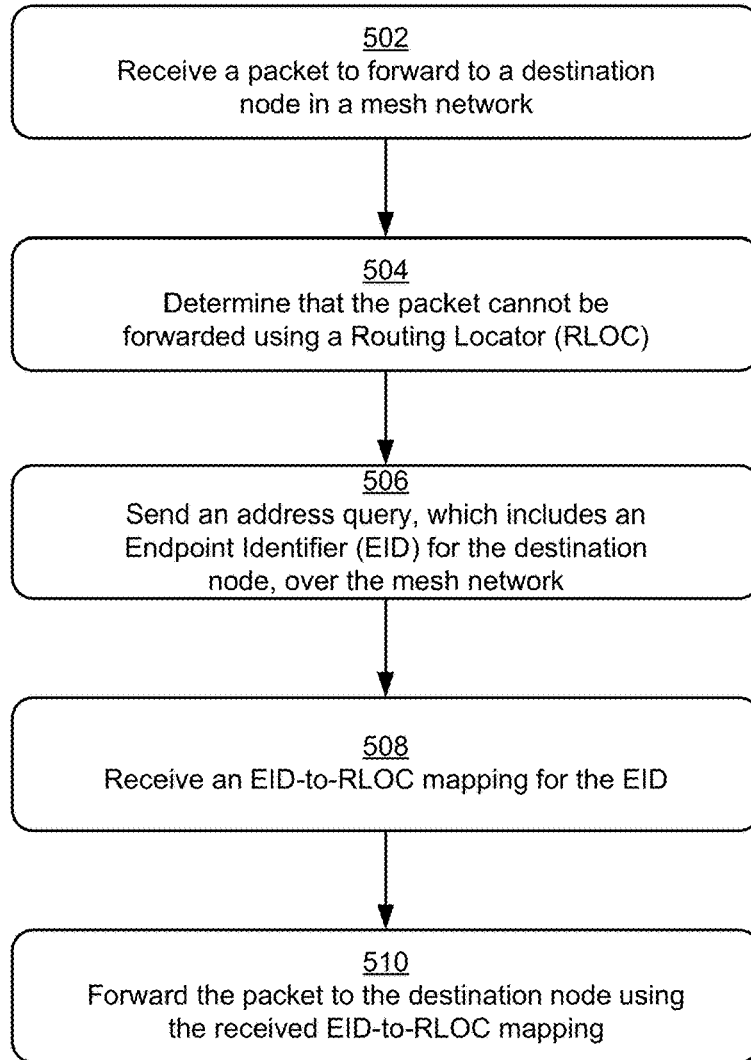 502
Receive a packet to forward to a destination
node in a mesh network
504
Determine that the packet cannot be
forwarded using a Routing Locator (RLOC)
506
Send an address query, which includes an
Endpoint Identifier (EID) for the destination
node, over the mesh network
508
Receive an EID-to-RLOC mapping for the EID
510
Forward the packet to the destination node using
the received EID-to-RLOC mapping